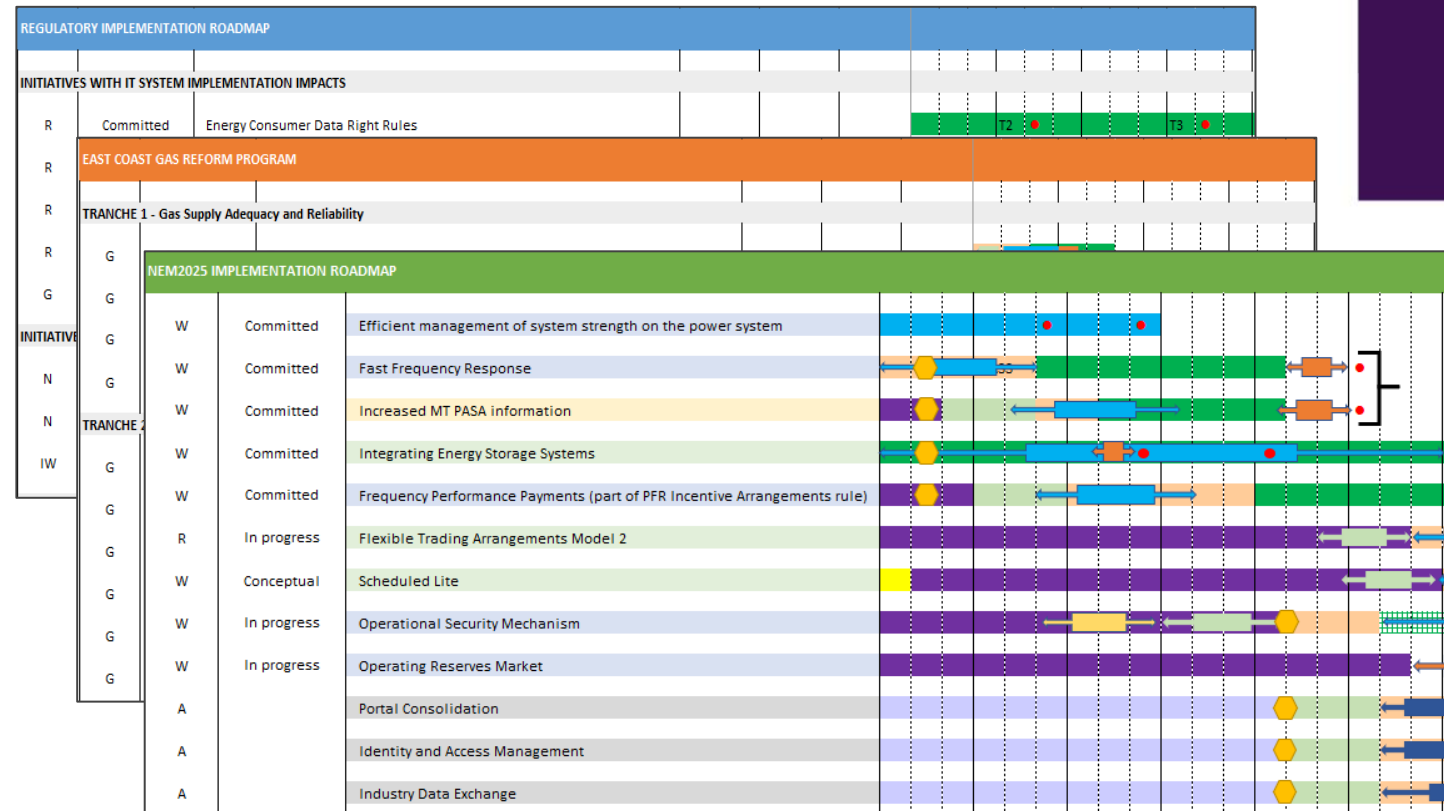 REGULATORY IMPLEMENTATION ROADMAP
INITIATIVES WITH IT SYSTEM IMPLEMENTATION IMPACTS
R Committed Energy Consumer Data Right Rules T2 T3
R
R
R
G
INITIATIVE
N
N
IW
EAST COAST GAS REFORM PROGRAM
TRANCHE 1 - Gas Supply Adequacy and Reliability
G
G
G
G
TRANCHE 2
G
G
G
G
G
G
NEM2025 IMPLEMENTATION ROADMAP
W Committed Efficient management of system strength on the power system
W Committed Fast Frequency Response
W Committed Increased MT PASA information
W Committed Integrating Energy Storage Systems
W Committed Frequency Performance Payments (part of PFR Incentive Arrangements rule)
R In progress Flexible Trading Arrangements Model 2
W Conceptual Scheduled Lite
W In progress Operational Security Mechanism
W In progress Operating Reserves Market
A Portal Consolidation
A Identity and Access Management
A Industry Data Exchange